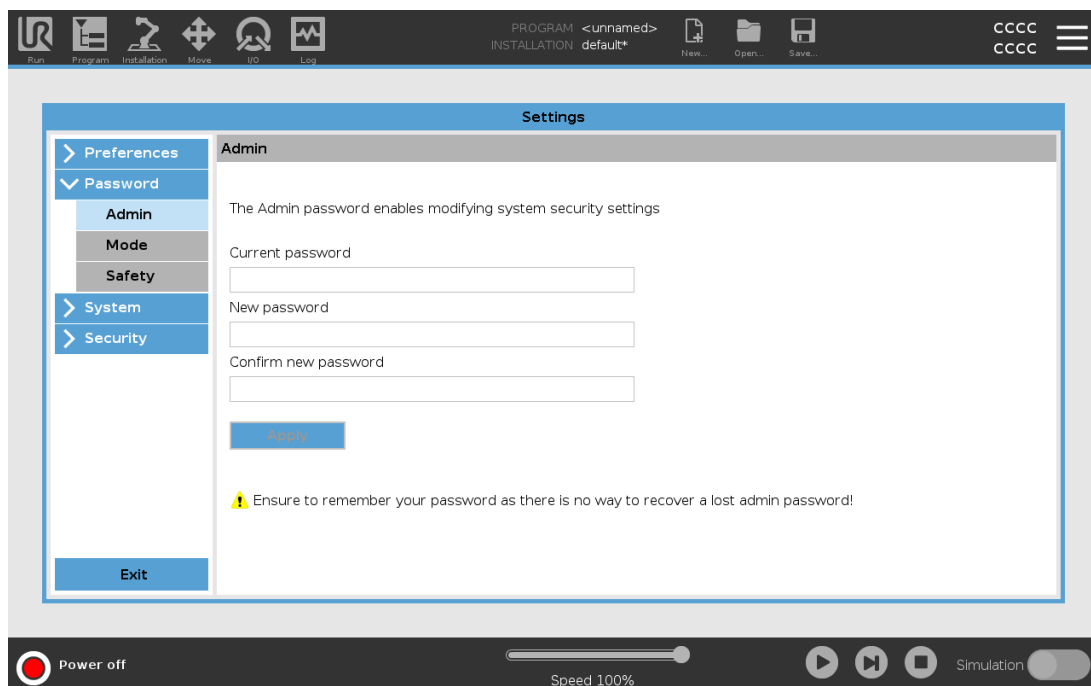 PROGRAM <unnamed>
INSTALLATION default*
CCCC
CCCC
Run Program Installation Move I/O Log New... Open... Save...
Settings
Preferences
Password
Admin
Mode
Safety
System
Security
Exit
Admin
The Admin password enables modifying system security settings
Current password
New password
Confirm new password
Apply
Ensure to remember your password as there is no way to recover a lost admin password!
Power off
Speed 100%
Simulation